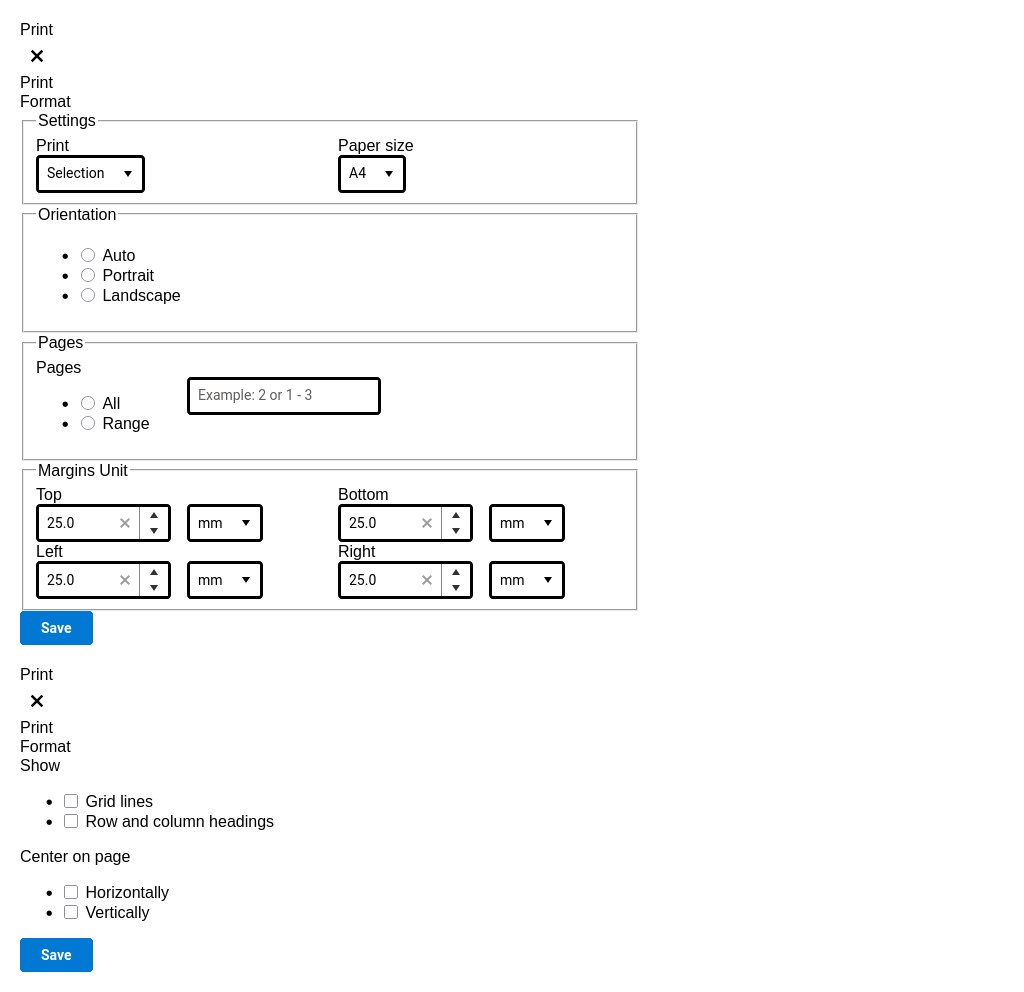 Print
Print
Format
Settings
Print Paper size
Selection A4
Orientation
Auto
Portrait
Landscape
Pages
Pages
Example: 2 or 1 - 3
All
Range
Margins Unit
Top Bottom
25.0 mm 25.0 mm
Left Right
25.0 mm 25.0 mm
Save
Print
Print
Format
Show
Grid lines
Row and column headings
Center on page
Horizontally
Vertically
Save